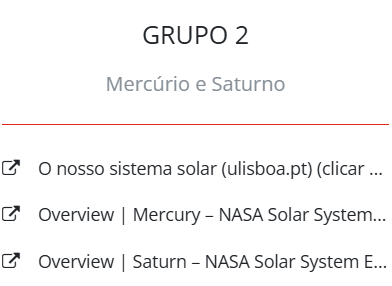 GRUPO 2
Mercúrio e Saturno
O nosso sistema solar (ulisboa.pt) (clicar ...
Overview | Mercury – NASA Solar System...
Overview | Saturn – NASA Solar System E...